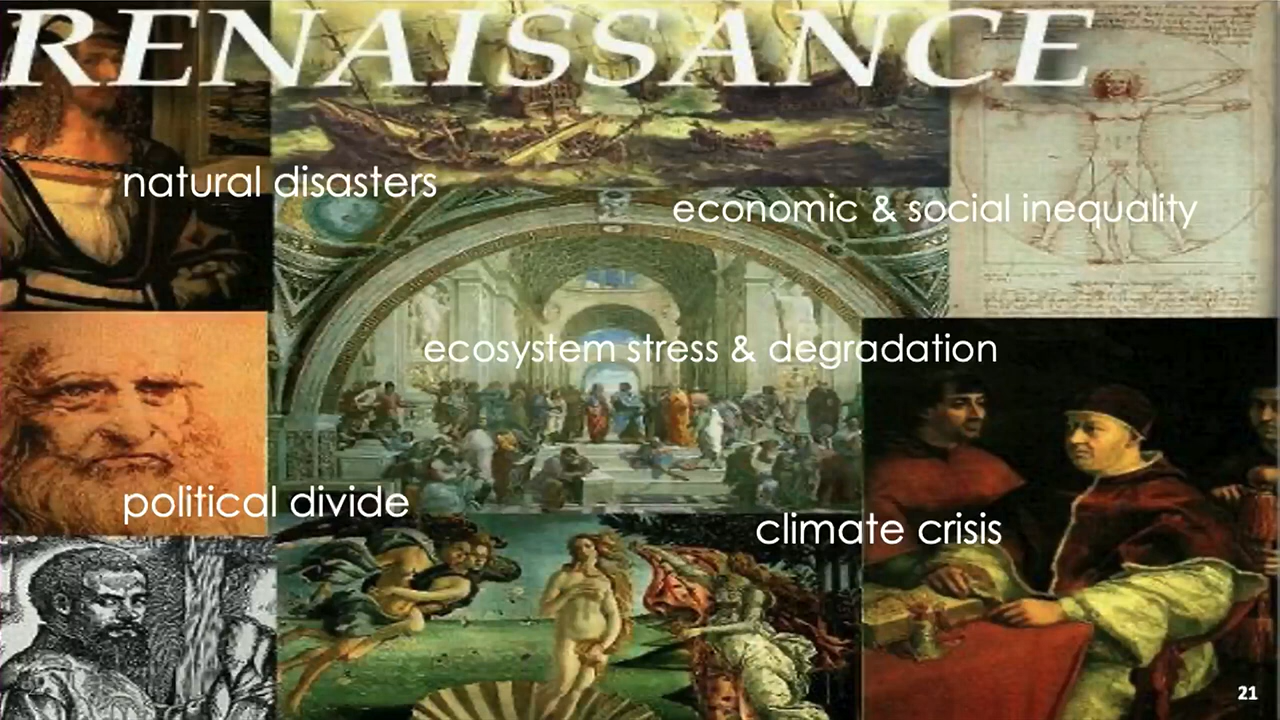 RENAISSANCE
natural disasters
economic & social inequality
ecosystem stress & degradation
political divide
climate crisis
21